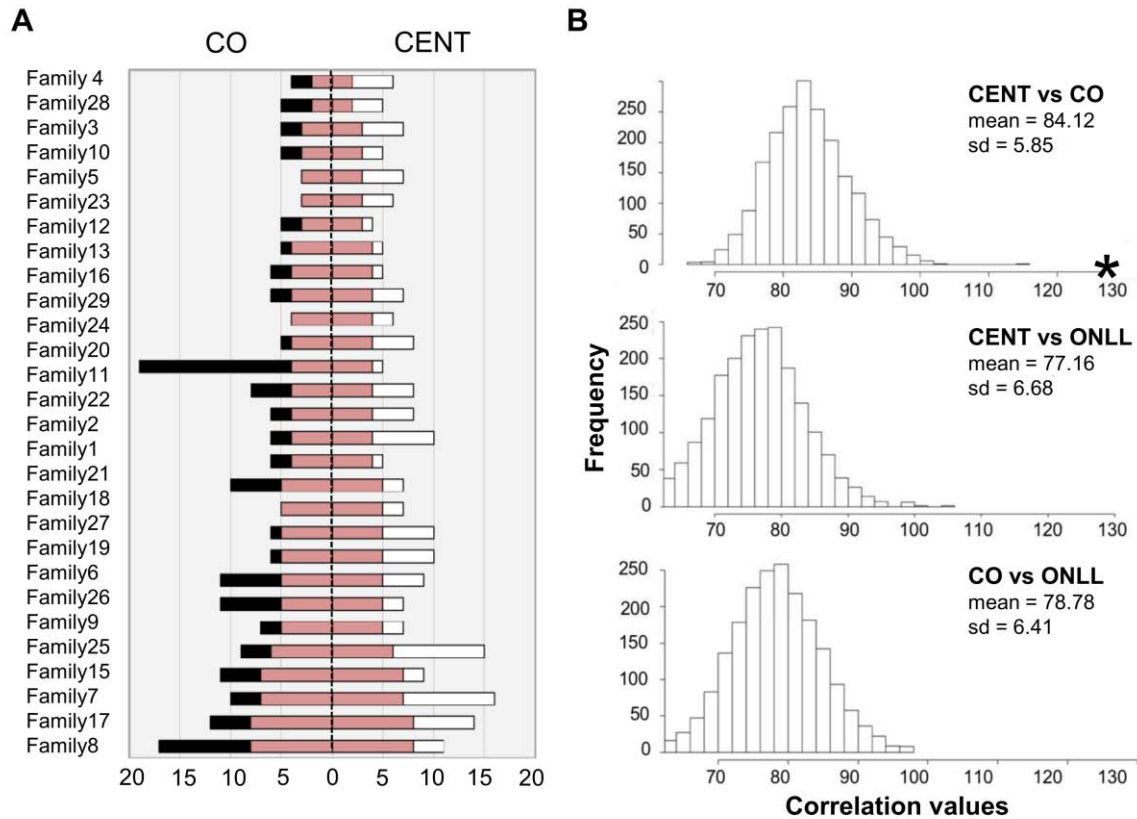 A
CO CENT
Family 4
Family28
Family3
Family10
Family5
Family23
Family12
Family13
Family16
Family29
Family24
Family20
Family11
Family22
Family2
Family1
Family21
Family18
Family27
Family19
Family6
Family26
Family9
Family25
Family15
Family7
Family17
Family8
20 15 10 5 0 5 10 15 20
B
CENT vs CO
mean = 84.12
sd = 5.85
250
200
150
100
50
0
70 80 90 100 110 120 130
*
CENT vs ONLL
mean = 77.16
sd = 6.68
250
200
150
100
50
0
70 80 90 100 110 120 130
CO vs ONLL
mean = 78.78
sd = 6.41
250
200
150
100
50
0
70 80 90 100 110 120 130
Frequency
Correlation values